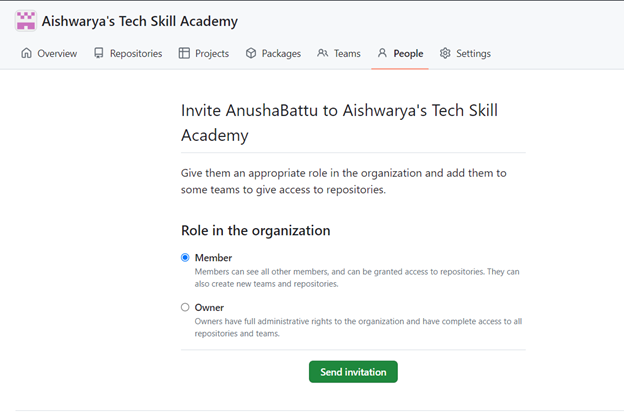 Aishwarya's Tech Skill Academy
Overview Repositories Projects Packages Teams People Settings
Invite AnushaBattu to Aishwarya's Tech Skill
Academy
Give them an appropriate role in the organization and add them to
some teams to give access to repositories.
Role in the organization
Member
Members can see all other members, and can be granted access to repositories. They can
also create new teams and repositories.
Owner
Owners have full administrative rights to the organization and have complete access to all
repositories and teams.
Send invitation